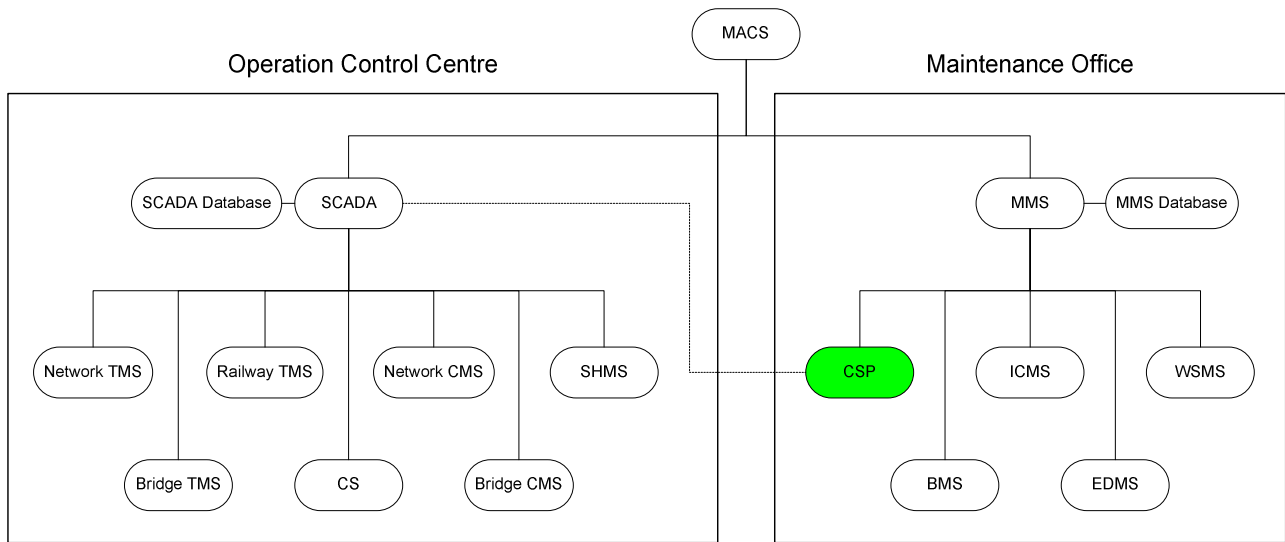 MACS
Operation Control Centre
Maintenance Office
SCADA Database
SCADA
MMS
MMS Database
Network TMS
Railway TMS
Network CMS
SHMS
CSP
ICMS
WSMS
Bridge TMS
CS
Bridge CMS
BMS
EDMS